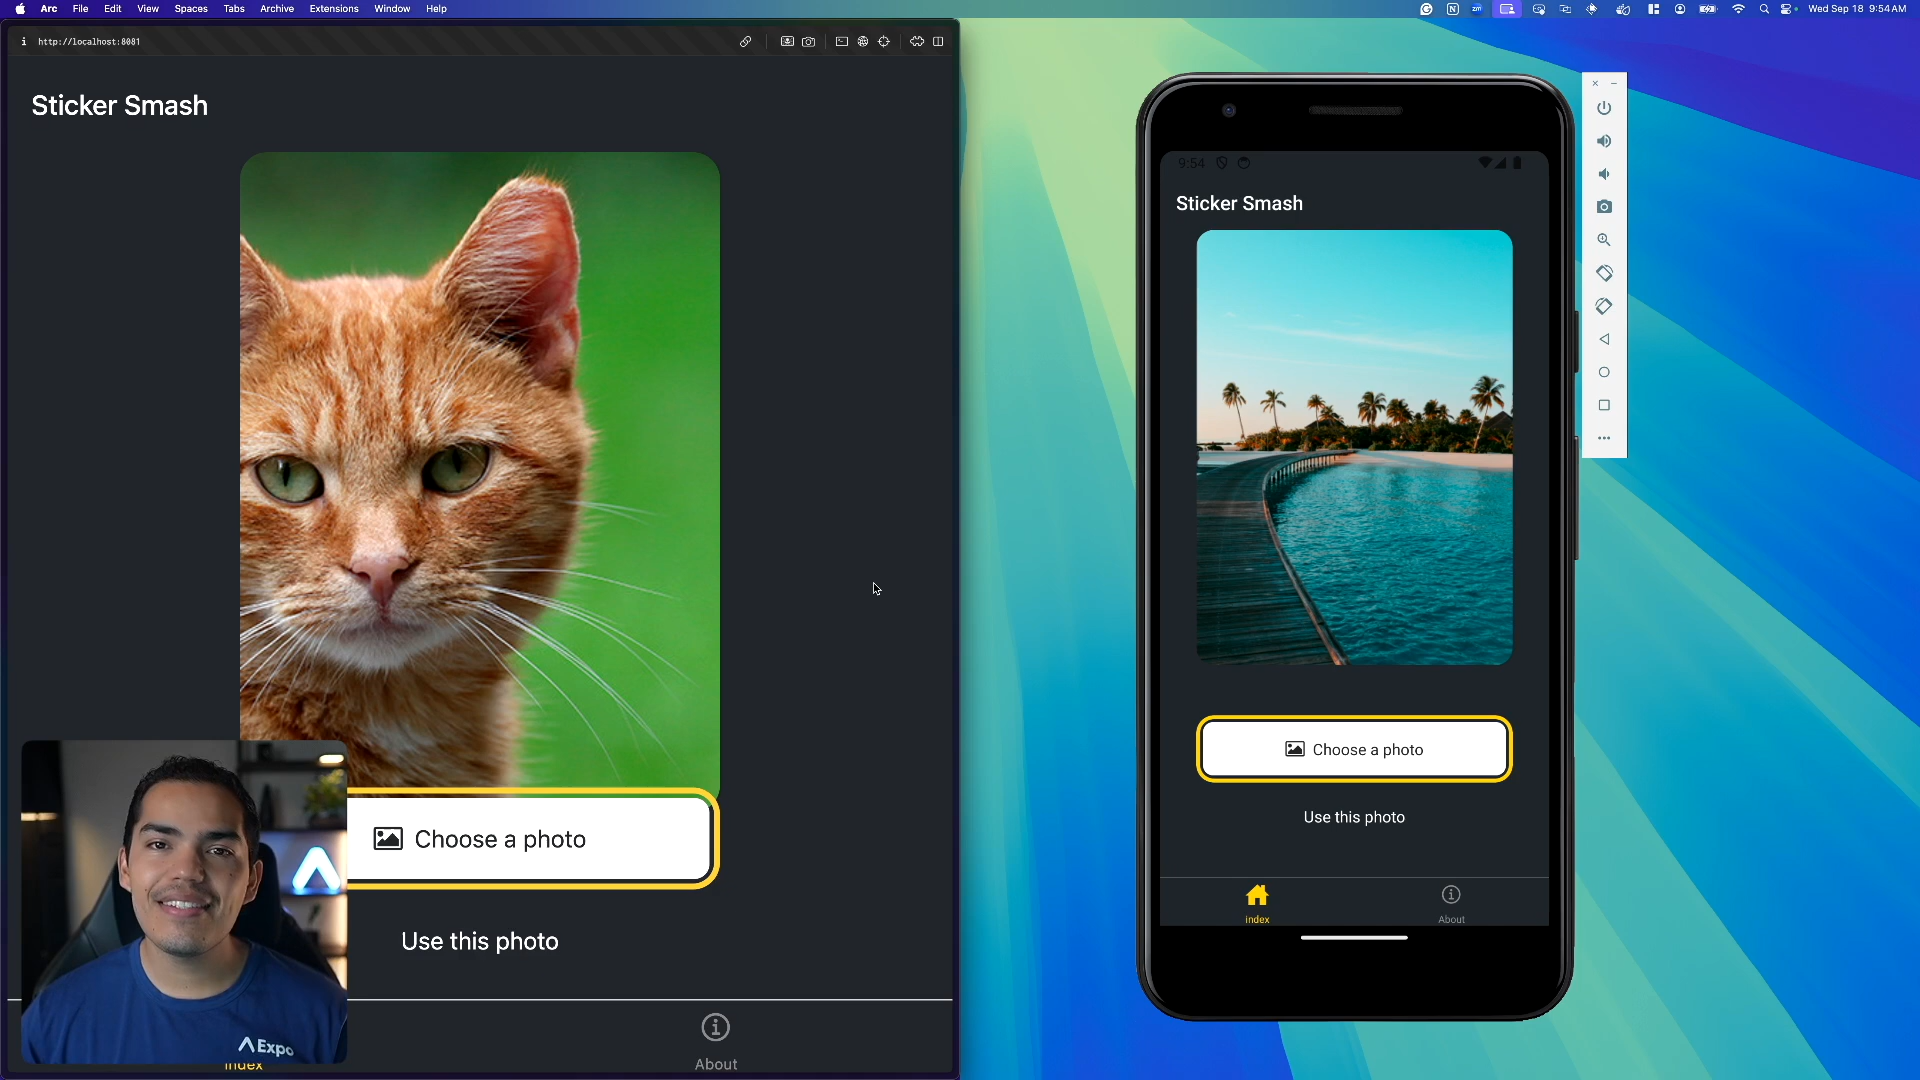 Arc File Edit View Spaces Tabs Archive Extensions Window Help
Wed Sep 18 9:54 AM
http://localhost:8081
Sticker Smash
Choose a photo
Use this photo
index
About
Expo
9:54
Sticker Smash
Choose a photo
Use this photo
index
About